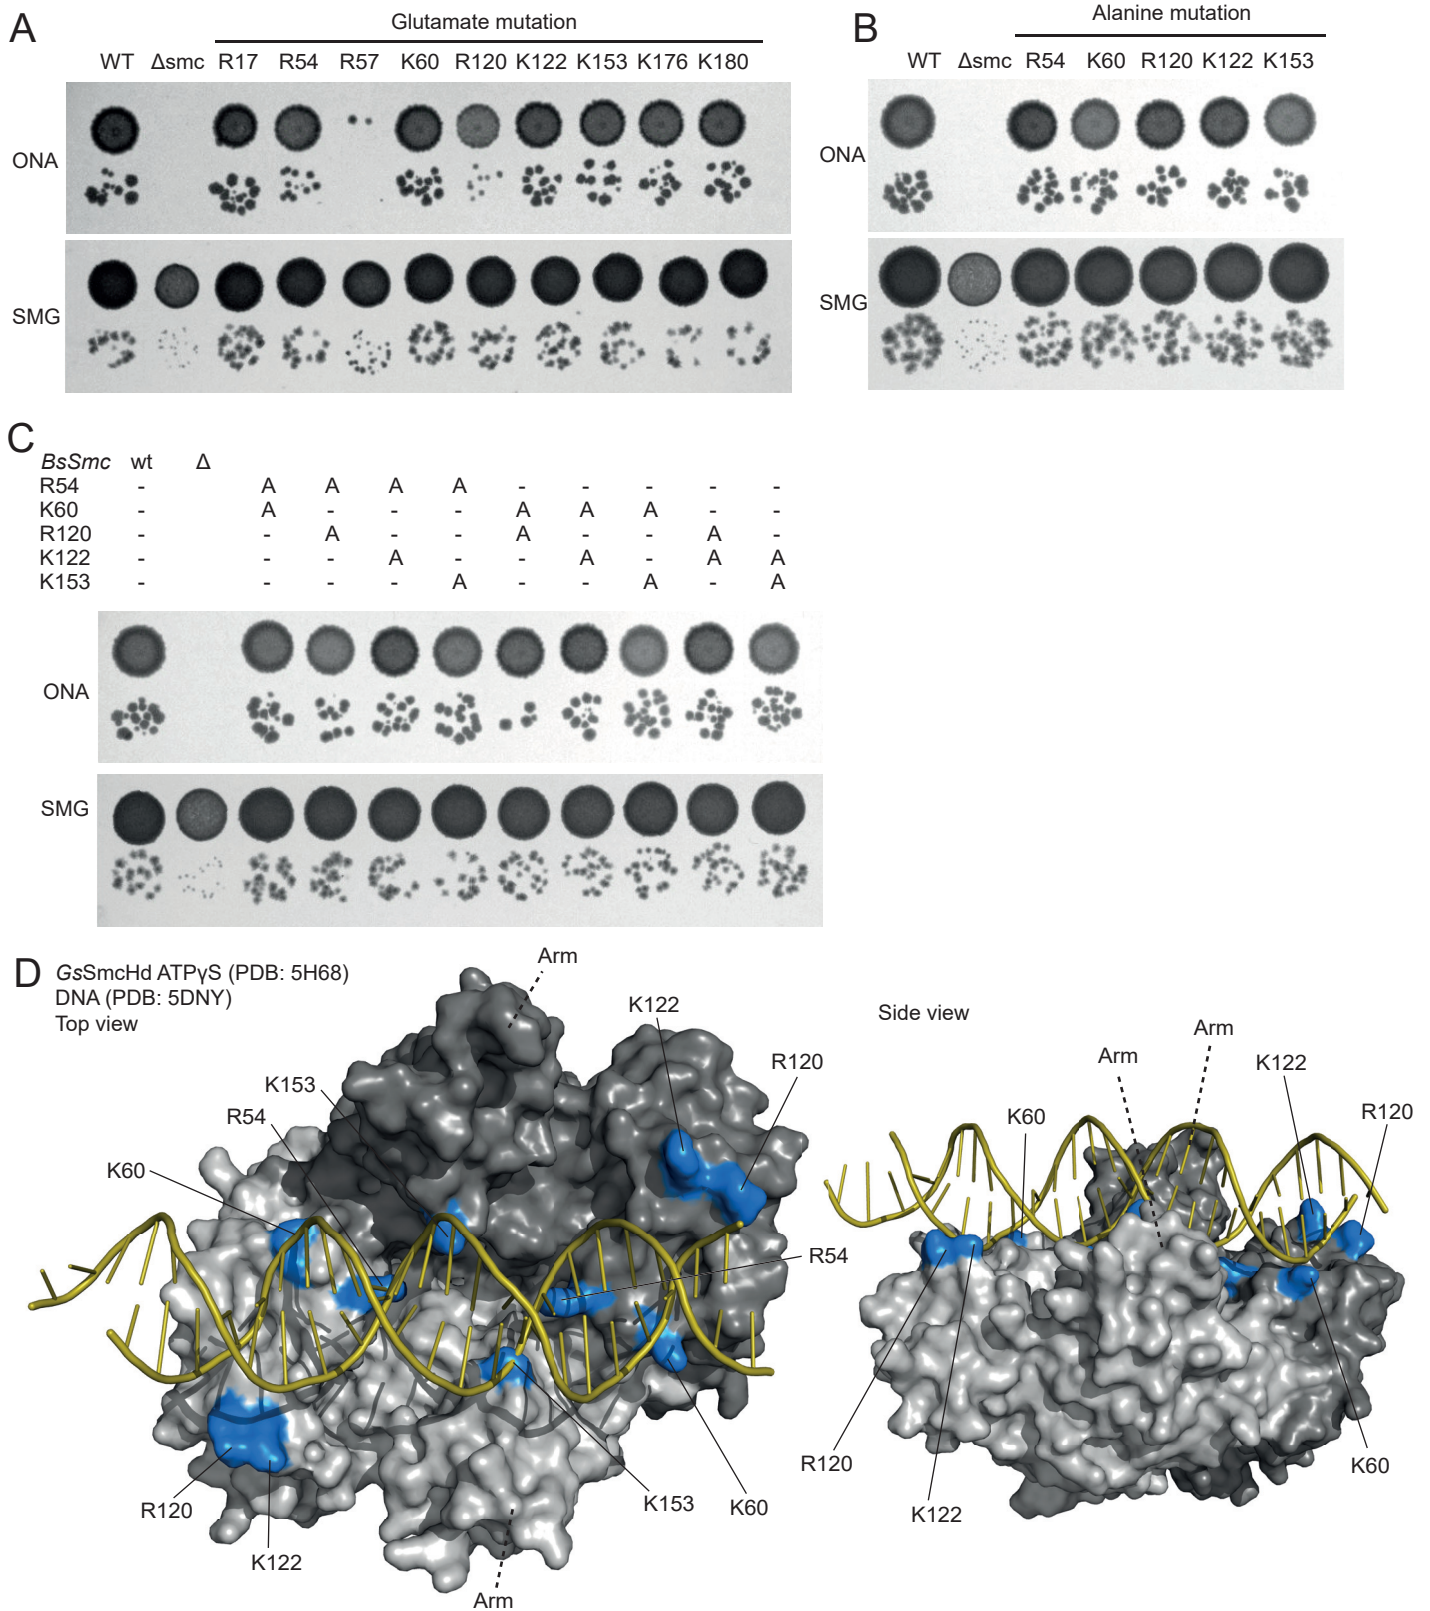 A
Glutamate mutation
WT Δsmc R17 R54 R57 K60 R120 K122 K153 K176 K180
ONA
SMG
B
Alanine mutation
WT Δsmc R54 K60 R120 K122 K153
ONA
SMG
C
BsSmc wt Δ
R54 - A A A A - - - - -
K60 - A - - - A A A - -
R120 - - A - - A - - A -
K122 - - - A - - A - A A
K153 - - - - A - - A - A
ONA
SMG
D
GsSmcHd ATPγS (PDB: 5H68)
DNA (PDB: 5DNY)
Top view
Arm
K122
R120
K153
R54
K60
R54
R120
K122
K153
K60
Arm
Side view
Arm
Arm
K122
K60
R120
R120
K122
K60